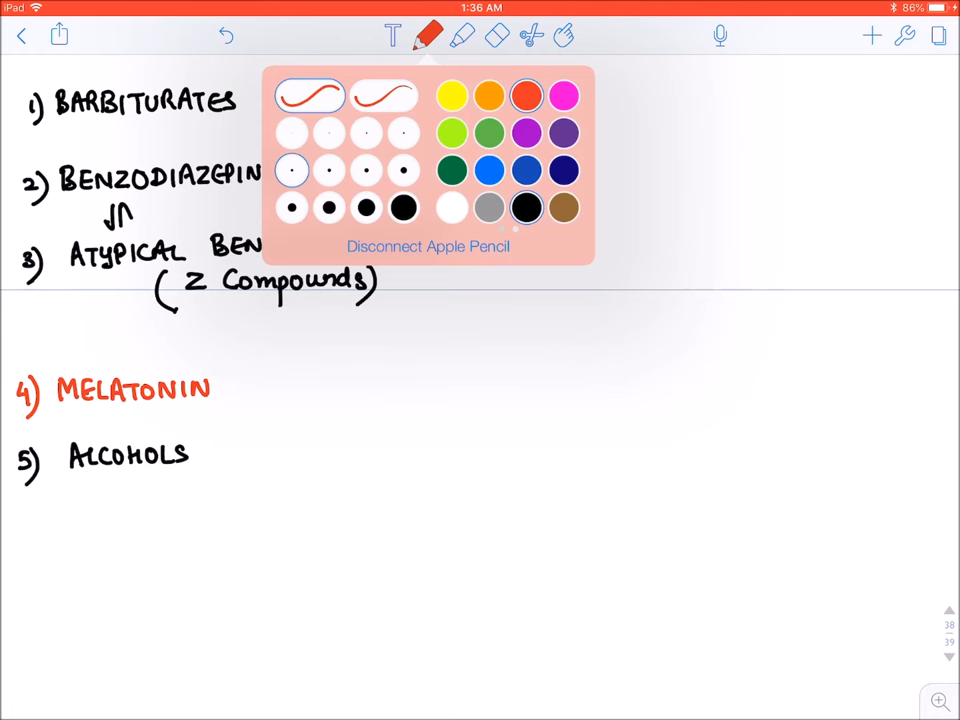 iPad 1:36 AM 86%
T
1) BARBITURATES
2) BENZODIAZEPIN
3) ATYPICAL BEN
( Z Compounds)
Disconnect Apple Pencil
4) MELATONIN
5) ALCOHOLS
38
39